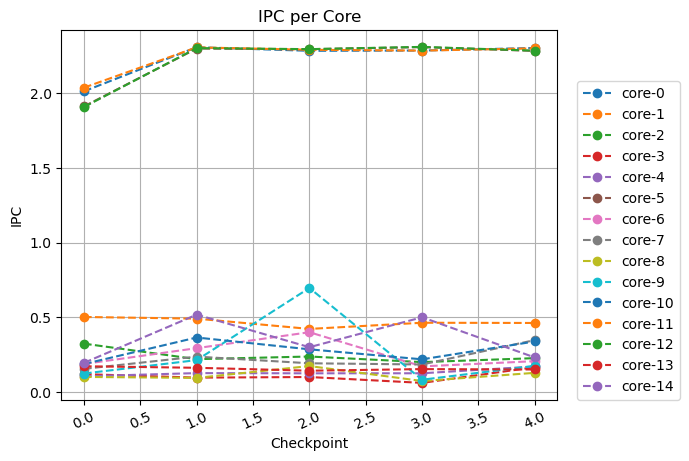 IPC per Core
IPC
2.0
1.5
1.0
0.5
0.0
0.0
0.5
1.0
1.5
2.0
2.5
3.0
3.5
4.0
Checkpoint
core-0
core-1
core-2
core-3
core-4
core-5
core-6
core-7
core-8
core-9
core-10
core-11
core-12
core-13
core-14